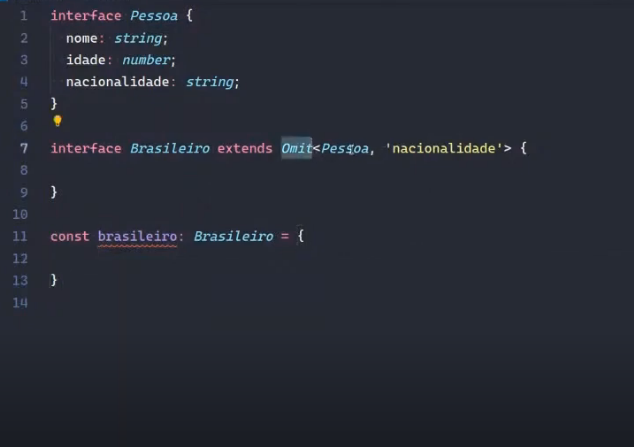 1 interface Pessoa {
2 nome: string;
3 idade: number;
4 nacionalidade: string;
5 }
6
7 interface Brasileiro extends Omit<Pessoa, 'nacionalidade'> {
8
9 }
10
11 const brasileiro: Brasileiro = {
12
13 }
14